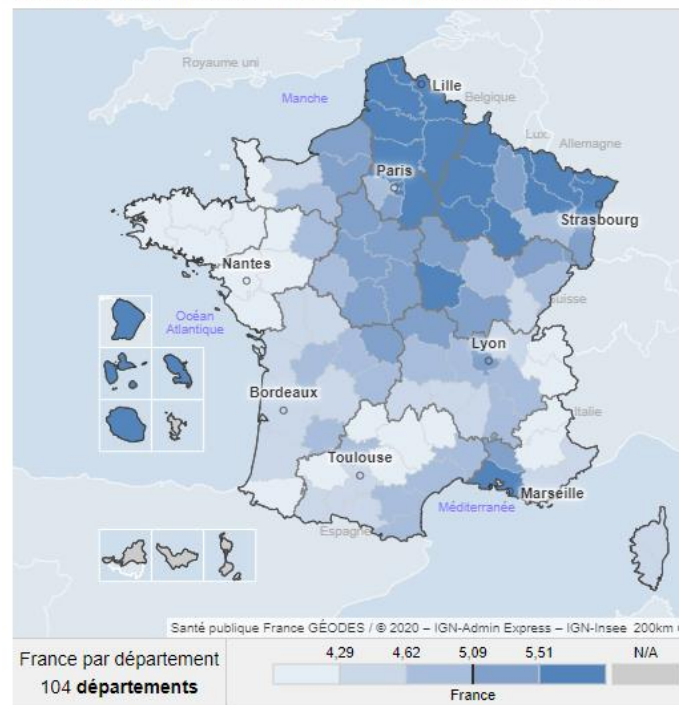 Royaume uni
Lille
Manche
Belgique
Lux.
Allemagne
Paris
Strasbourg
Nantes
Océan
Atlantique
Suisse
Lyon
Bordeaux
Italie
Toulouse
Marseille
Méditerranée
Espagne
Santé publique France GÉODES / © 2020 – IGN-Admin Express – IGN-Insee 200km
France par département
104 départements
4,29 4,62 5,09 5,51 N/A
France